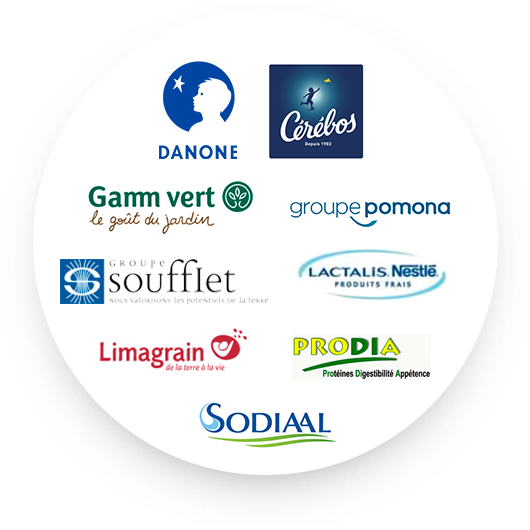 DANONE
Cérébos
Depuis 1902
Gamm vert
le goût du jardin
groupe pomona
GROUPE
soufflet
NOUS VALORISONS LES POTENTIELS DE LA TERRE
LACTALIS Nestlé
PRODUITS FRAIS
Limagrain
de la terre à la vie
PRODIA
Protéines Digestibilité Appétence
SODIAAL